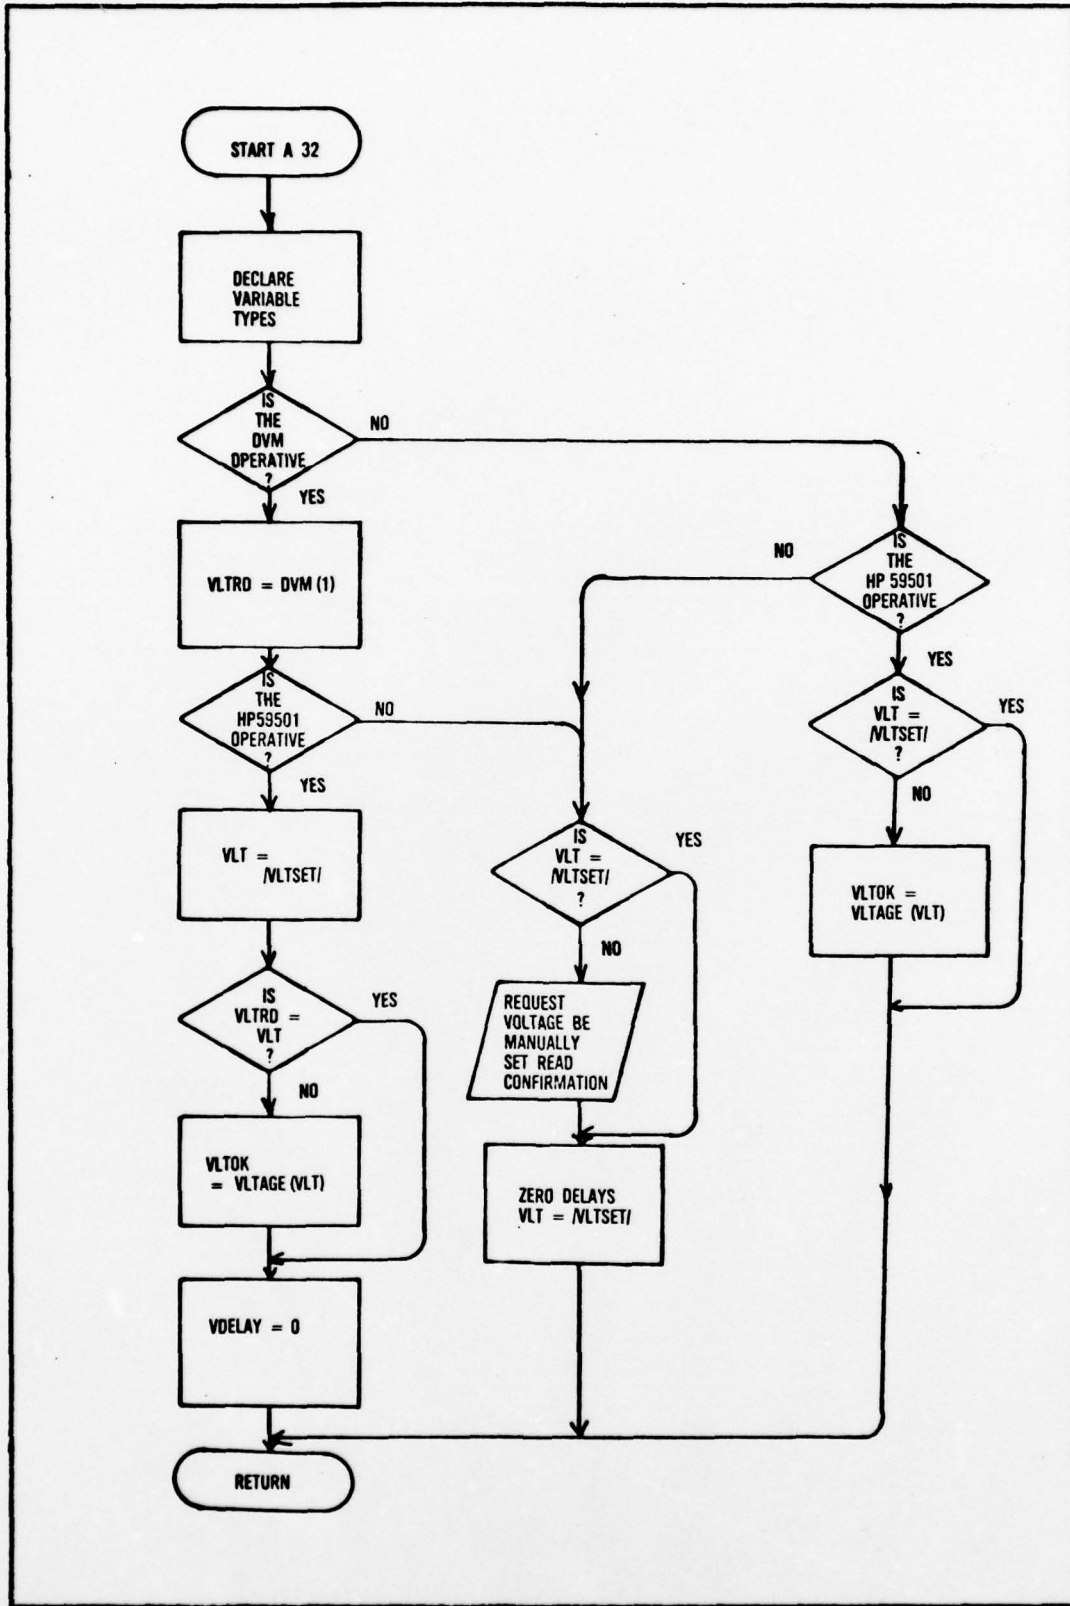 START A 32
DECLARE
VARIABLE
TYPES
IS
THE
DVM
OPERATIVE
?
NO
YES
VLTRD = DVM (1)
IS
THE
HP59501
OPERATIVE
?
NO
YES
VLT =
/VLTSET/
IS
VLTRD =
VLT
?
YES
NO
VLTOK
= VLTAGE (VLT)
VDELAY = 0
RETURN
IS
VLT =
/VLTSET/
?
YES
NO
REQUEST
VOLTAGE BE
MANUALLY
SET READ
CONFIRMATION
ZERO DELAYS
VLT = /VLTSET/
IS
THE
HP 59501
OPERATIVE
?
NO
YES
IS
VLT =
/VLTSET/
?
YES
NO
VLTOK =
VLTAGE (VLT)